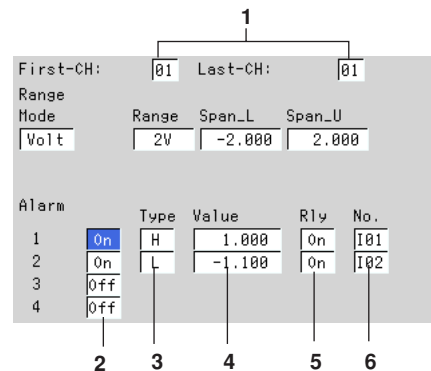 1
First-CH: 01 Last-CH: 01
Range
Mode Range Span_L Span_U
Volt 2V -2.000 2.000
Alarm Type Value Rly No.
1 On H 1.000 On I01
2 On L -1.100 On I02
3 Off
4 Off
2 3 4 5 6